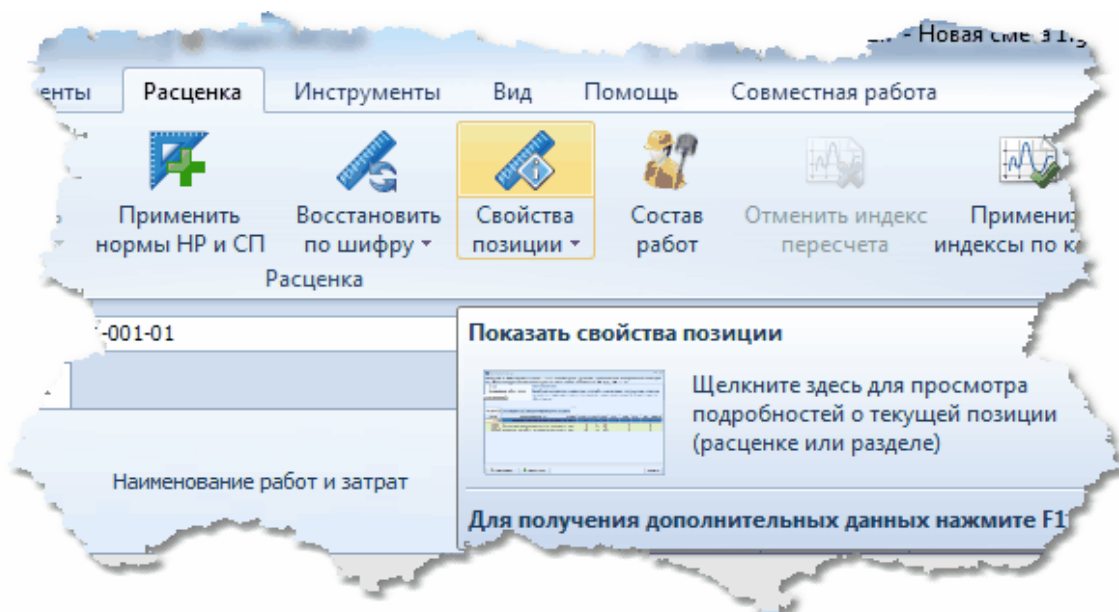 - Новая сме
енты Расценка Инструменты Вид Помощь Совместная работа
Применить Восстановить Свойства Состав Отменить индекс
нормы НР и СП по шифру позиции работ пересчета индексы по к
Расценка
-001-01
Показать свойства позиции
Щелкните здесь для просмотра
подробностей о текущей позиции
(расценке или разделе)
Наименование работ и затрат
Для получения дополнительных данных нажмите F1